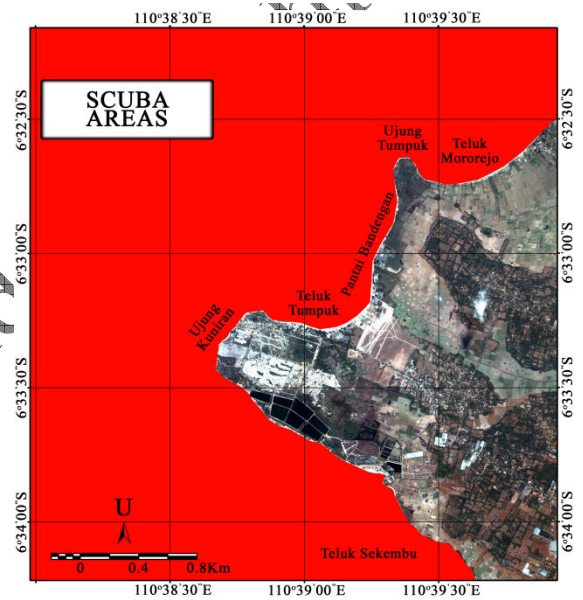 110°38'30"E 110°39'00"E 110°39'30"E
SCUBA
AREAS
6°32'30"S 6°32'30"S
Ujung
Tumpuk
Teluk
Mororejo
6°33'00"S 6°33'00"S
Pantai Bandengan
Teluk
Tumpuk
Ujung
Kuniran
6°33'30"S 6°33'30"S
6°34'00"S 6°34'00"S
U
0 0.4 0.8Km
Teluk Sekembu
110°38'30"E 110°39'00"E 110°39'30"E